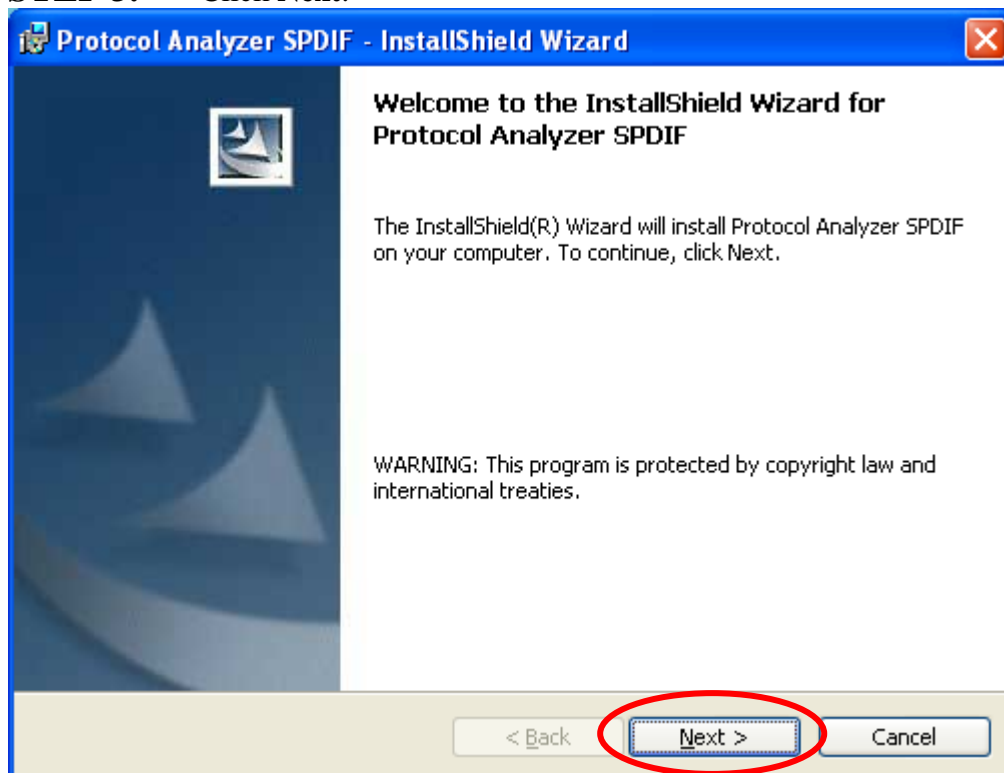 Protocol Analyzer SPDIF - InstallShield Wizard
Welcome to the InstallShield Wizard for
Protocol Analyzer SPDIF
The InstallShield(R) Wizard will install Protocol Analyzer SPDIF
on your computer. To continue, click Next.
WARNING: This program is protected by copyright law and
international treaties.
< Back Next > Cancel